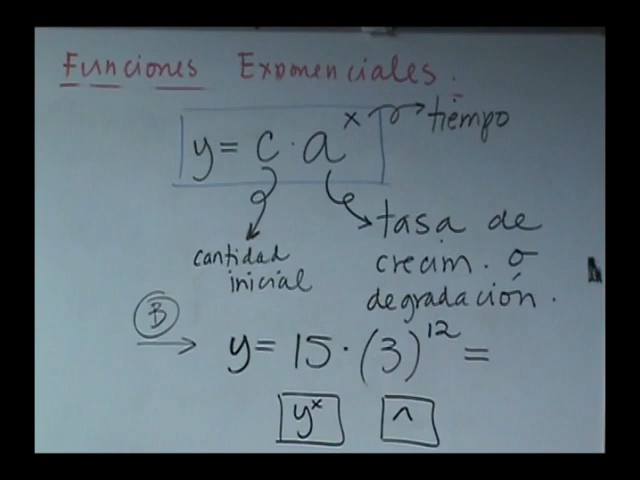 Funciones Exponenciales.
y = c · a^x → tiempo
cantidad inicial
tasa de crecim. o degradación.
B → y = 15 · (3)^12 =
y^x ^